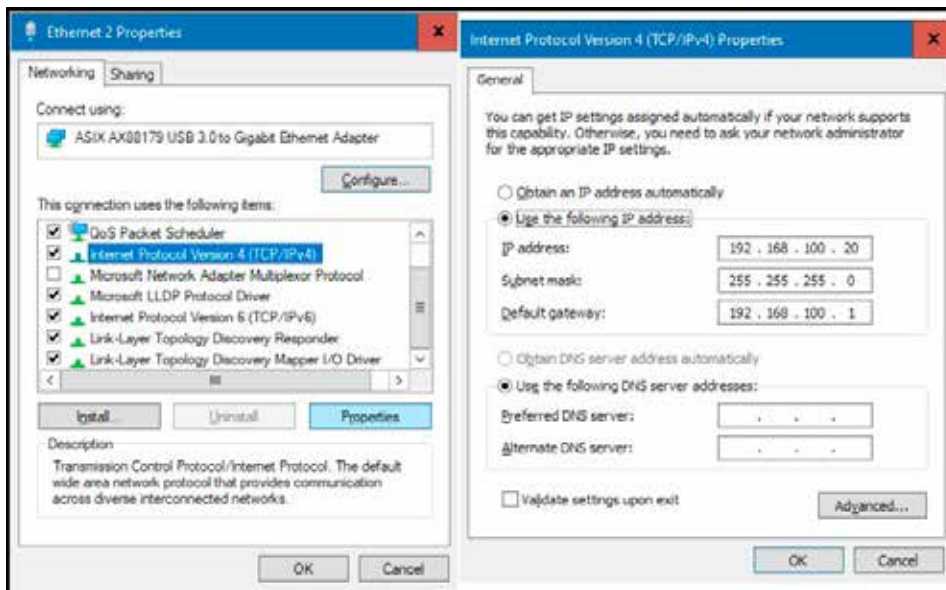 Ethernet 2 Properties
Networking
Sharing
Connect using:
ASIX AX88179 USB 3.0 to Gigabit Ethernet Adapter
Configure...
This connection uses the following items:
QoS Packet Scheduler
Internet Protocol Version 4 (TCP/IPv4)
Microsoft Network Adapter Multiplexor Protocol
Microsoft LLDP Protocol Driver
Internet Protocol Version 6 (TCP/IPv6)
Link-Layer Topology Discovery Responder
Link-Layer Topology Discovery Mapper I/O Driver
Install...
Uninstall
Properties
Description
Transmission Control Protocol/Internet Protocol. The default
wide area network protocol that provides communication
across diverse interconnected networks.
OK
Cancel
Internet Protocol Version 4 (TCP/IPv4) Properties
General
You can get IP settings assigned automatically if your network supports
this capability. Otherwise, you need to ask your network administrator
for the appropriate IP settings.
Obtain an IP address automatically
Use the following IP address:
IP address: 192 . 168 . 100 . 20
Subnet mask: 255 . 255 . 255 . 0
Default gateway: 192 . 168 . 100 . 1
Obtain DNS server address automatically
Use the following DNS server addresses:
Preferred DNS server: . . .
Alternate DNS server: . . .
Validate settings upon exit
Advanced...
OK
Cancel